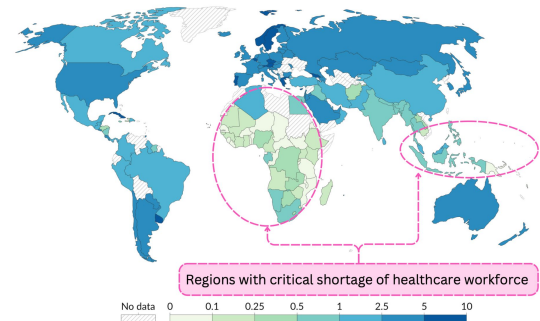 Regions with critical shortage of healthcare workforce
No data 0 0.1 0.25 0.5 1 2.5 5 10